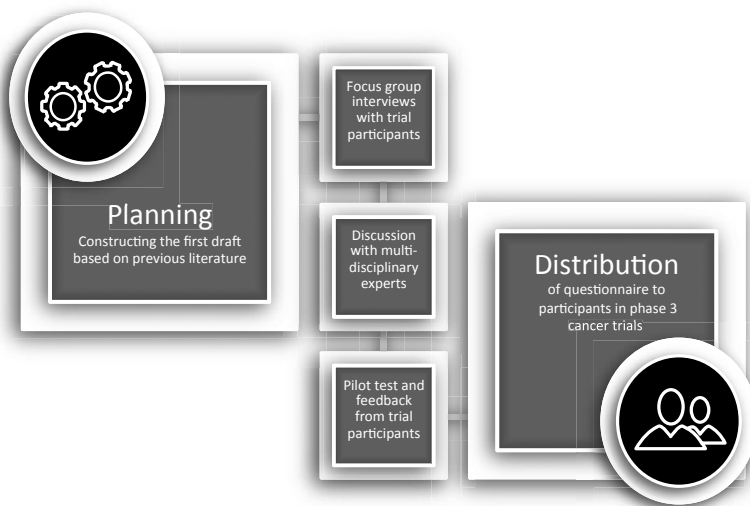 Planning
Constructing the first draft
based on previous literature
Focus group
interviews
with trial
participants
Discussion
with multi-
disciplinary
experts
Pilot test and
feedback
from trial
participants
Distribution
of questionnaire to
participants in phase 3
cancer trials